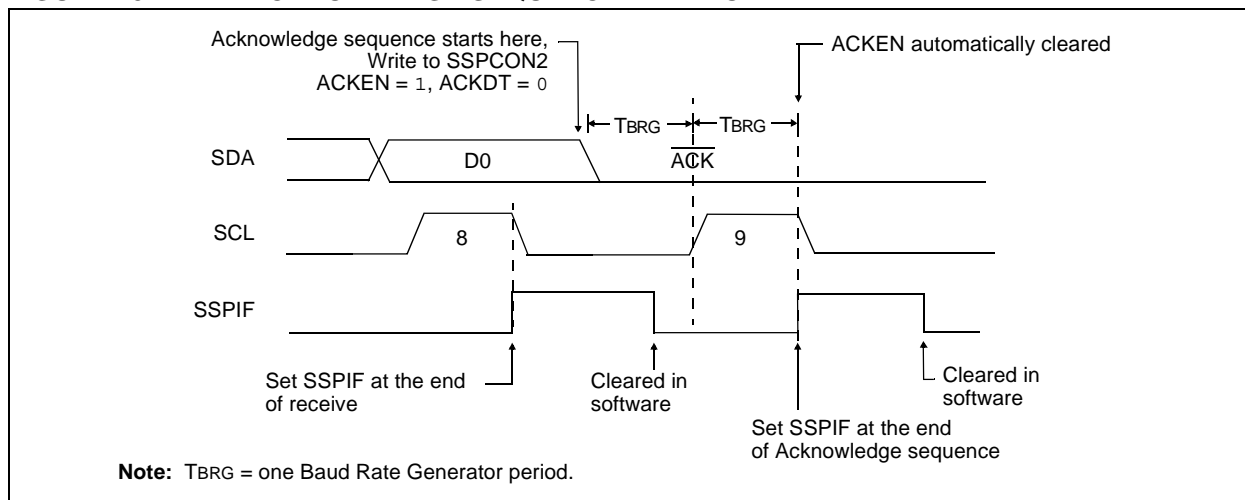 Acknowledge sequence starts here,
Write to SSPCON2
ACKEN = 1, ACKDT = 0
ACKEN automatically cleared
TBRG
TBRG
SDA
D0
ACK
SCL
8
9
SSPIF
Set SSPIF at the end
of receive
Cleared in
software
Cleared in
software
Set SSPIF at the end
of Acknowledge sequence
Note: TBRG = one Baud Rate Generator period.